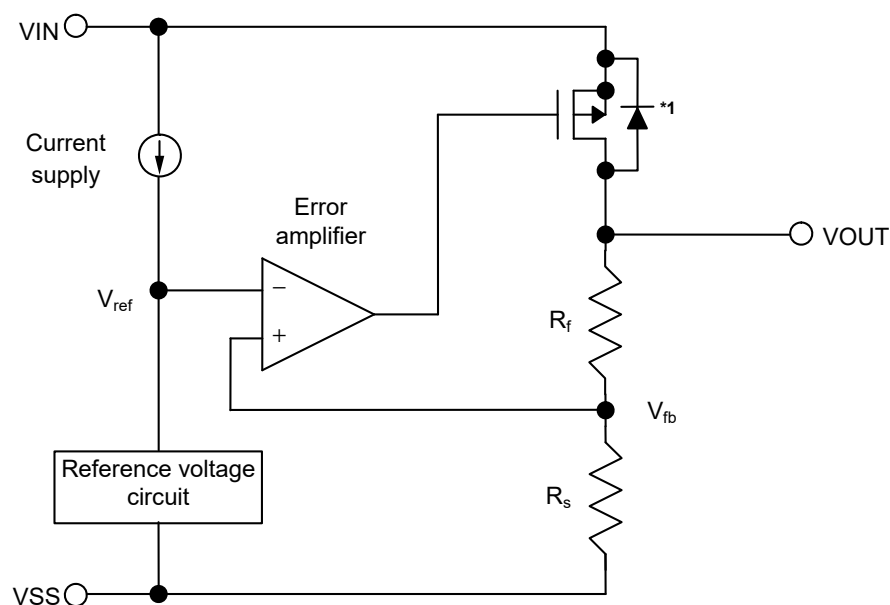 VIN
*1
Current
supply
Error
amplifier
VOUT
Vref
−
+
Rf
Vfb
Reference voltage
circuit
Rs
VSS